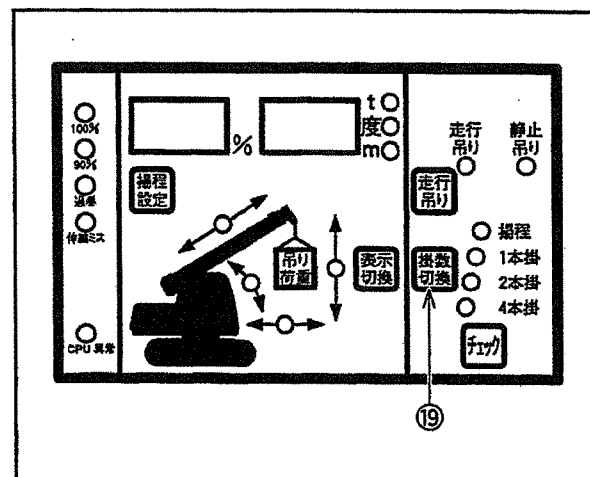 100%
90%
過巻
伸縮ミス
CPU 異常
%
t
度
m
揚程
設定
吊り
荷重
表示
切換
走行
吊り
静止
吊り
走行
吊り
揚程
1本掛
2本掛
4本掛
掛数
切換
チェック
⑲